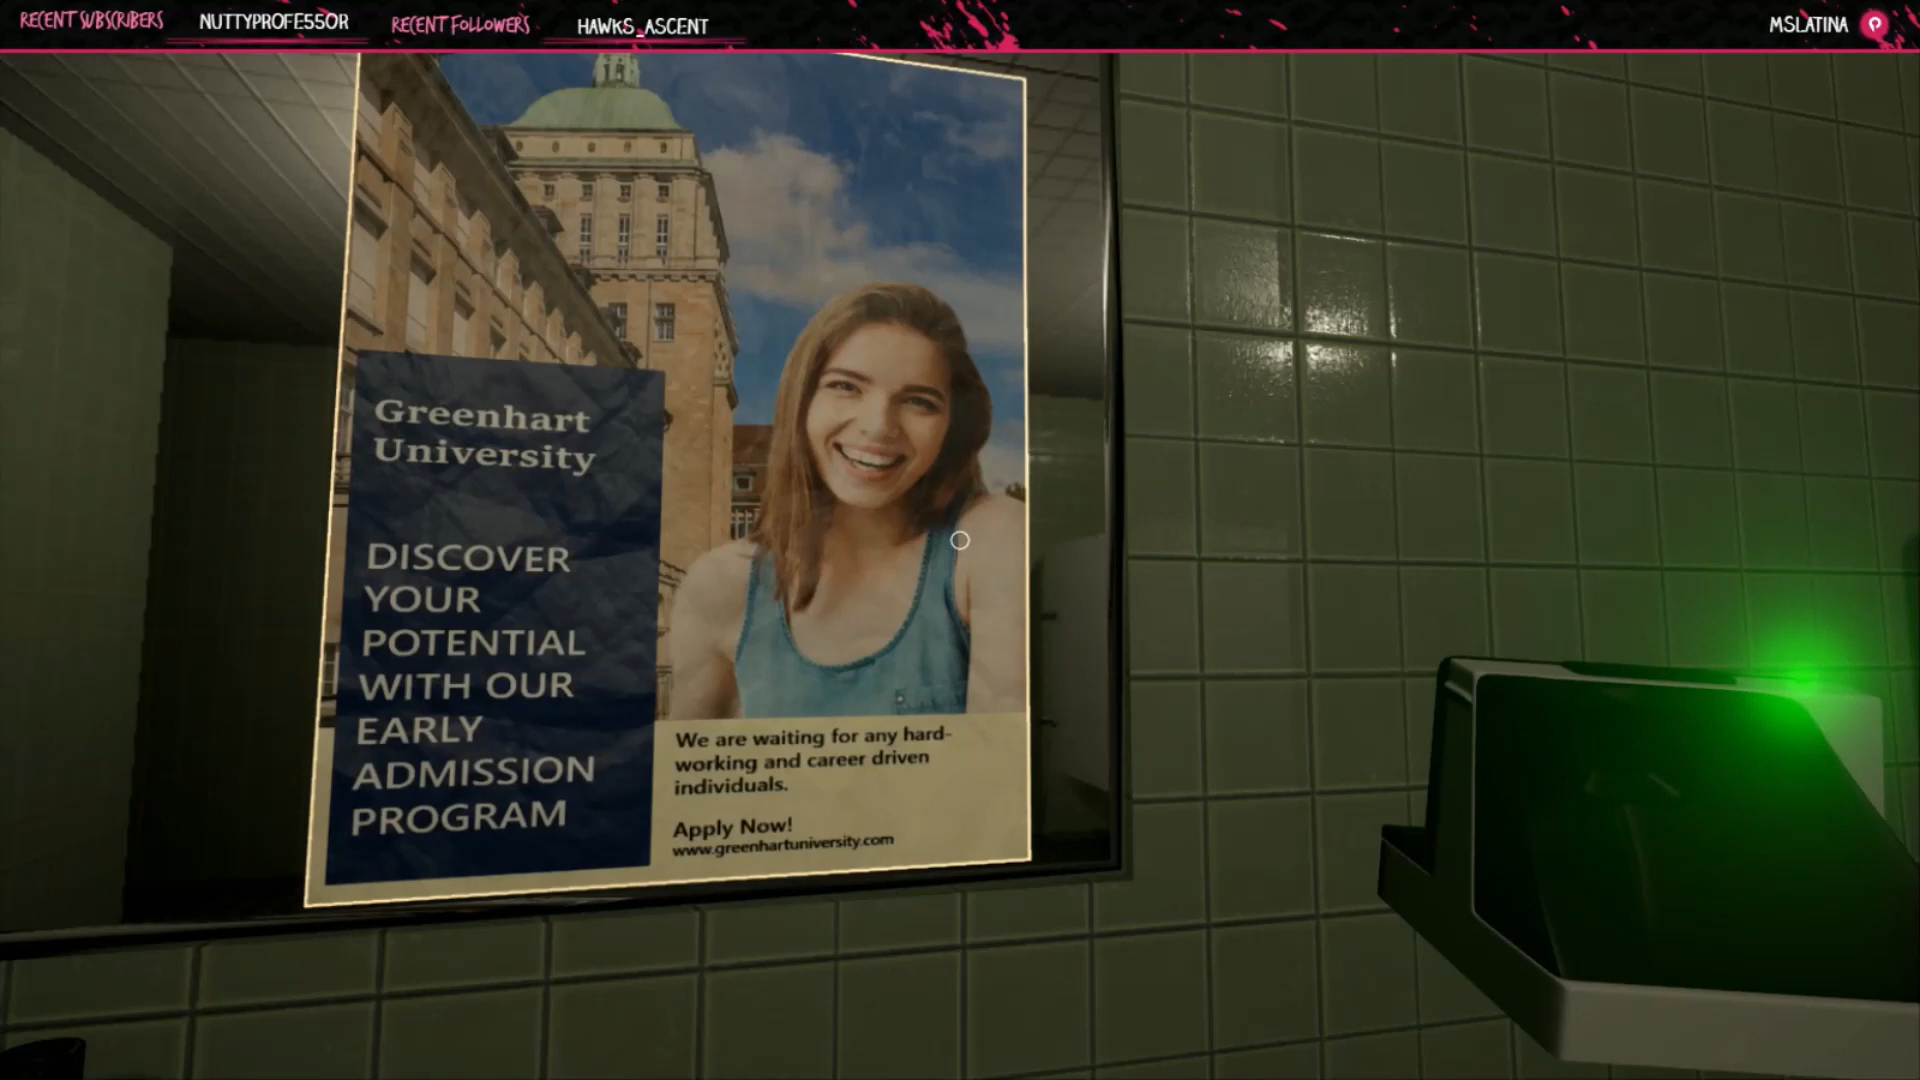 RECENT SUBSCRIBERS NUTTYPROFE55OR RECENT FOLLOWERS HAWKS_ASCENT MSLATINA
Greenhart
University
DISCOVER
YOUR
POTENTIAL
WITH OUR
EARLY
ADMISSION
PROGRAM
We are waiting for any hard-
working and career driven
individuals.
Apply Now!
www.greenhartuniversity.com